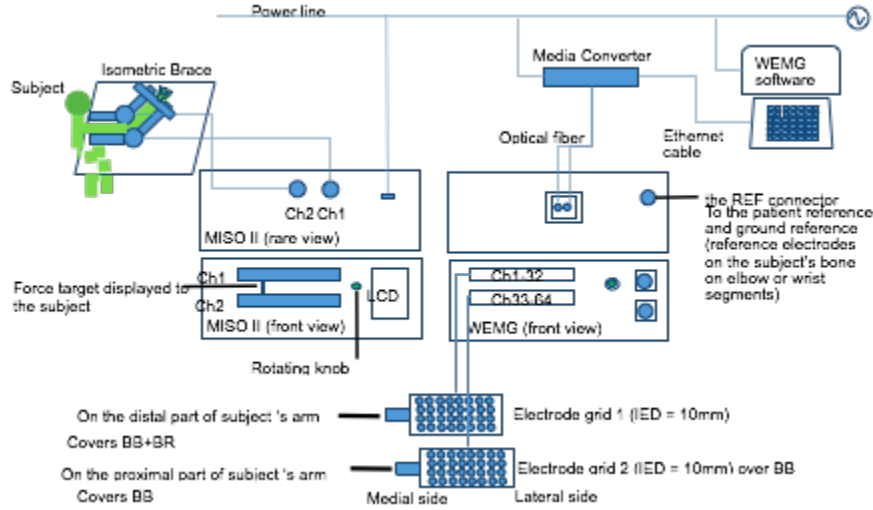 Power line
Isometric Brace
Subject
Media Converter
WEMG
software
Optical fiber
Ethernet
cable
Ch2 Ch1
MISO II (rare view)
the REF connector
To the patient reference
and ground reference
(reference electrodes
on the subject's bone
on elbow or wrist
segments)
Ch1
Force target displayed to
the subject
Ch2
LCD
MISO II (front view)
Ch1-32
Ch33-64
WEMG (front view)
Rotating knob
On the distal part of subject 's arm
Covers BB+BR
Electrode grid 1 (IED = 10mm)
On the proximal part of subject 's arm
Covers BB
Electrode grid 2 (IED = 10mm) over BB
Medial side
Lateral side